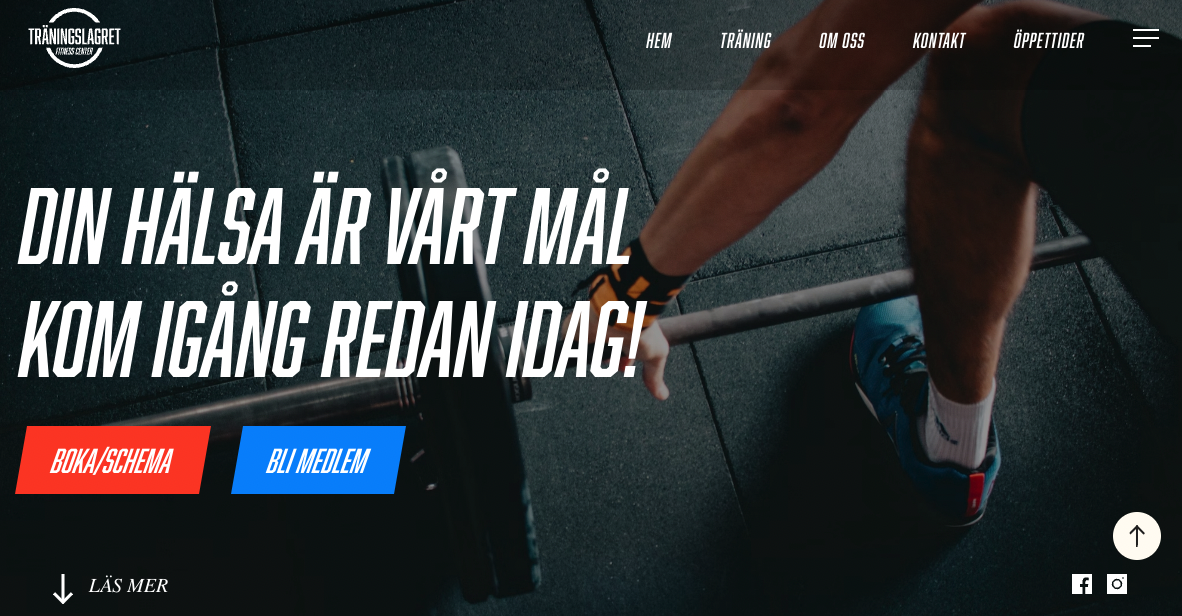 TRÄNINGSLAGRET
FITNESS CENTER
HEM TRÄNING OM OSS KONTAKT ÖPPETTIDER
DIN HÄLSA ÄR VÅRT MÅL
KOM IGÅNG REDAN IDAG!
BOKA/SCHEMA BLI MEDLEM
LÄS MER